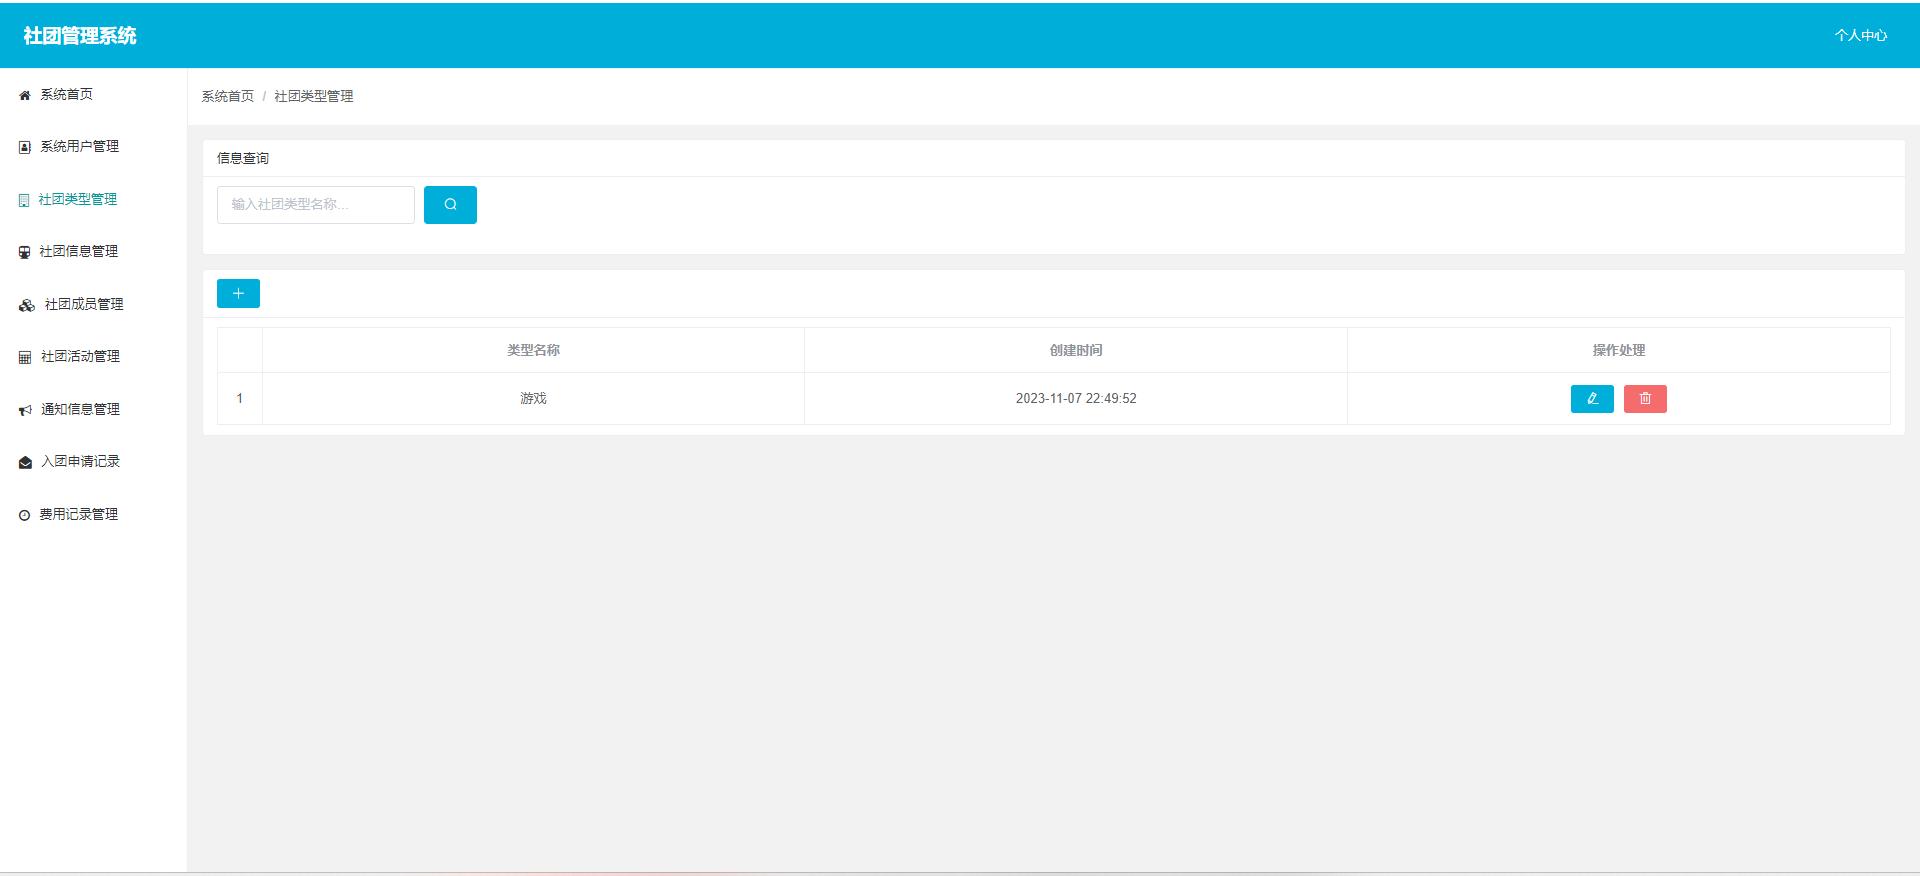 社团管理系统
个人中心
系统首页
系统用户管理
社团类型管理
社团信息管理
社团成员管理
社团活动管理
通知信息管理
入团申请记录
费用记录管理
系统首页 / 社团类型管理
信息查询
输入社团类型名称...
类型名称 创建时间 操作处理
1 游戏 2023-11-07 22:49:52